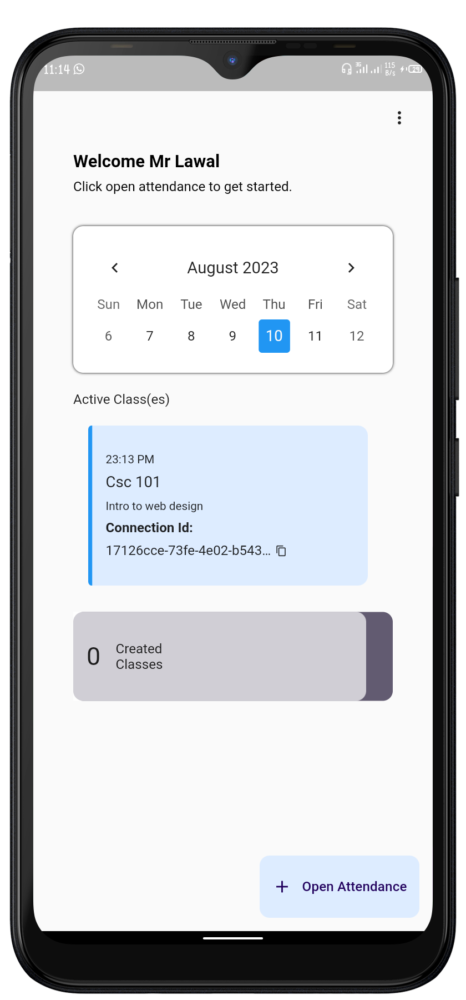 11:14
3G
115
B/s
29
Welcome Mr Lawal
Click open attendance to get started.
August 2023
Sun Mon Tue Wed Thu Fri Sat
6 7 8 9 10 11 12
Active Class(es)
23:13 PM
Csc 101
Intro to web design
Connection Id:
17126cce-73fe-4e02-b543...
0
Created
Classes
+ Open Attendance